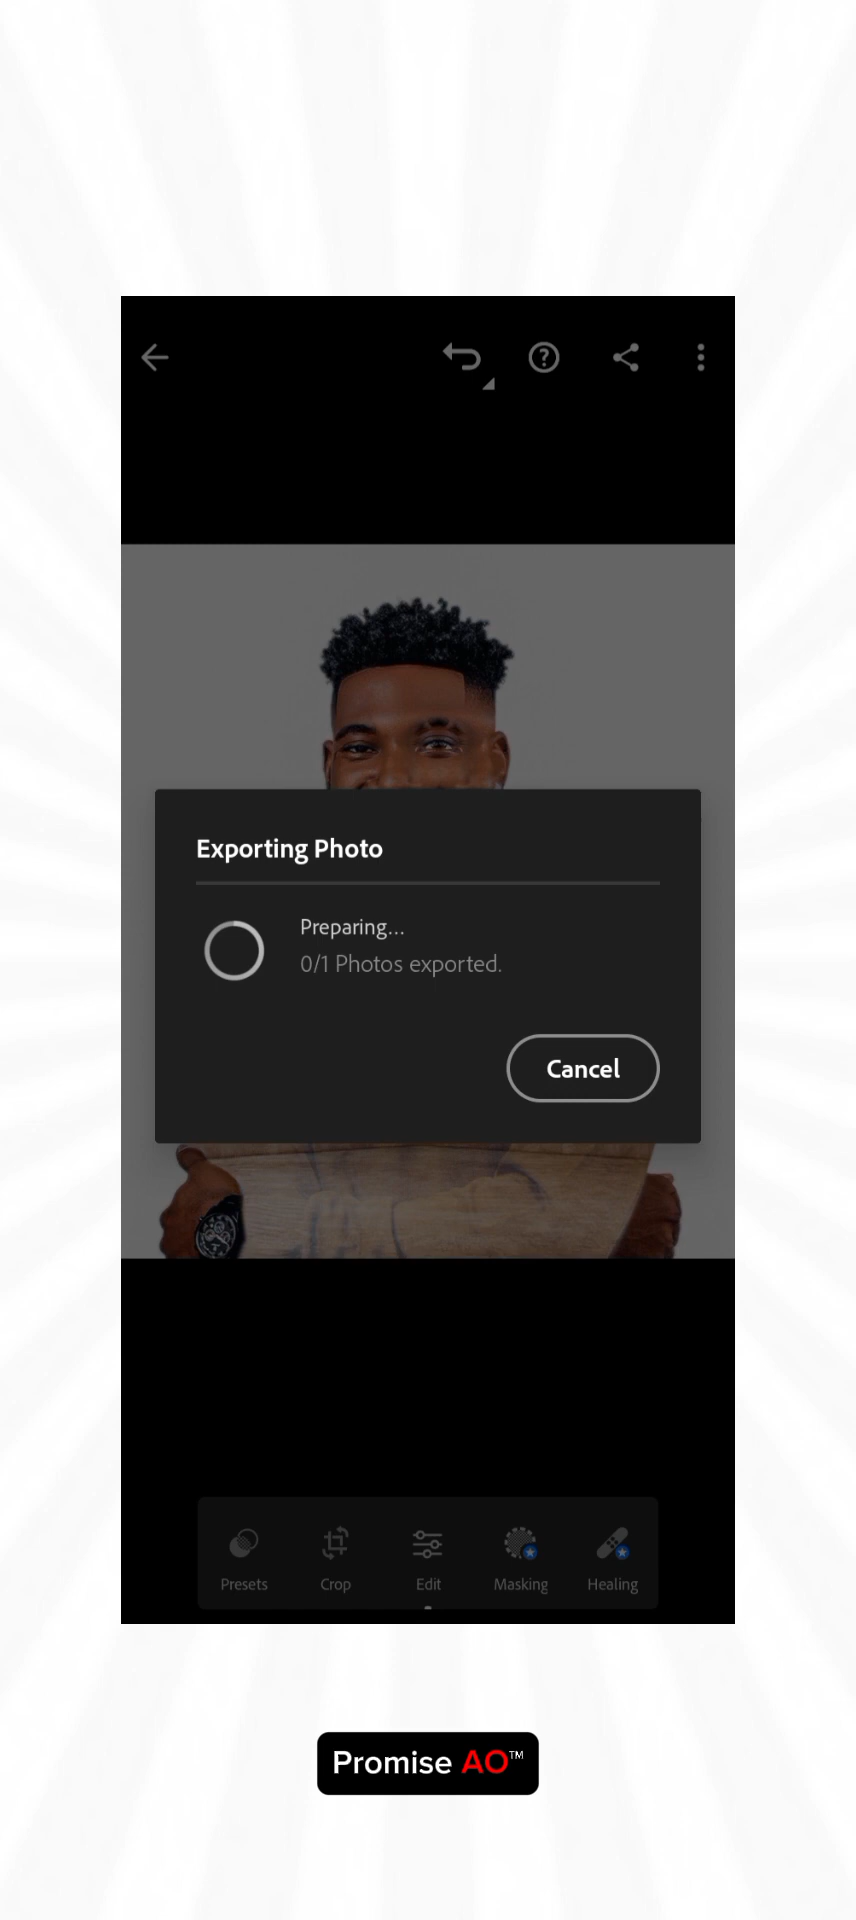 Exporting Photo
Preparing...
0/1 Photos exported.
Cancel
Presets
Crop
Edit
Masking
Healing
Promise AO™